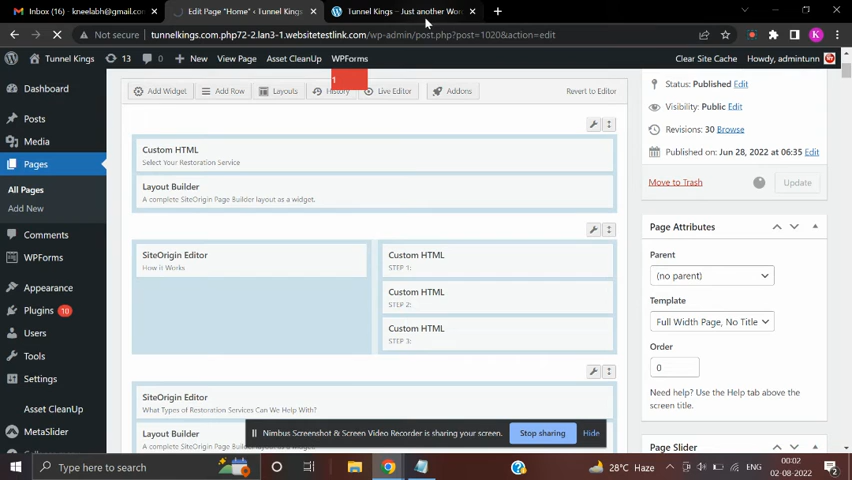 Inbox (16) - kneelabh@gmail.com
Edit Page "Home" ‹ Tunnel Kings
Tunnel Kings – Just another Wor
Not secure
tunnelkings.com.php72-2.lan3-1.websitetestlink.com/wp-admin/post.php?post=1020&action=edit
K
Tunnel Kings 13 0 New View Page Asset CleanUp WPForms 1 Clear Site Cache Howdy, admintunn
Dashboard
Posts
Media
Pages
All Pages
Add New
Comments
WPForms
Appearance
Plugins 10
Users
Tools
Settings
Asset CleanUp
MetaSlider
Add Widget Add Row Layouts History Live Editor Addons Revert to Editor
Custom HTML
Select Your Restoration Service
Layout Builder
A complete SiteOrigin Page Builder layout as a widget.
SiteOrigin Editor
How it Works
Custom HTML
STEP 1:
Custom HTML
STEP 2:
Custom HTML
STEP 3:
SiteOrigin Editor
What Types of Restoration Services Can We Help With?
Layout Builder
Status: Published Edit
Visibility: Public Edit
Revisions: 30 Browse
Published on: Jun 28, 2022 at 06:35 Edit
Move to Trash
Update
Page Attributes
Parent
(no parent)
Template
Full Width Page, No Title
Order
0
Need help? Use the Help tab above the
screen title.
Page Slider
Nimbus Screenshot & Screen Video Recorder is sharing your screen.
Stop sharing
Hide
Type here to search
28°C Haze
ENG
00:02
02-08-2022
2